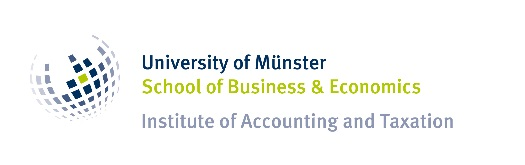 University of Münster
School of Business & Economics
Institute of Accounting and Taxation